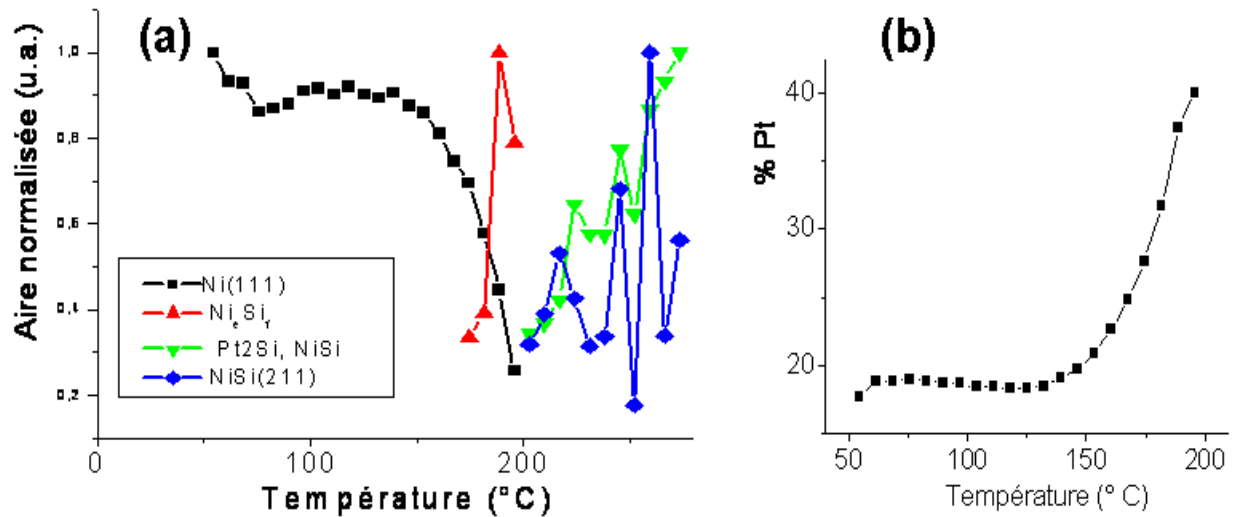 (a)
Aire normalisée (u.a.)
1,0
0,8
0,6
0,4
0,2
Ni(111)
Pt2Si, NiSi
NiSi(211)
0
100
200
Température (°C)
(b)
% Pt
40
30
20
50
100
150
200
Température (° C)